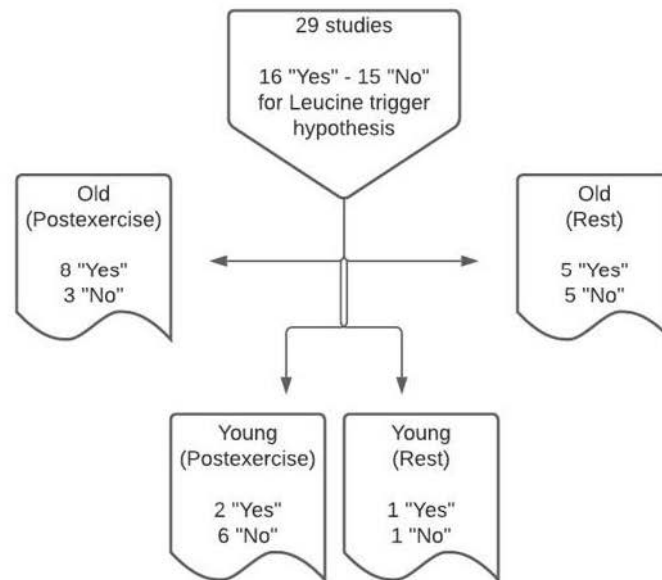 29 studies
16 "Yes" - 15 "No"
for Leucine trigger
hypothesis
Old
(Postexercise)
8 "Yes"
3 "No"
Old
(Rest)
5 "Yes"
5 "No"
Young
(Postexercise)
2 "Yes"
6 "No"
Young
(Rest)
1 "Yes"
1 "No"